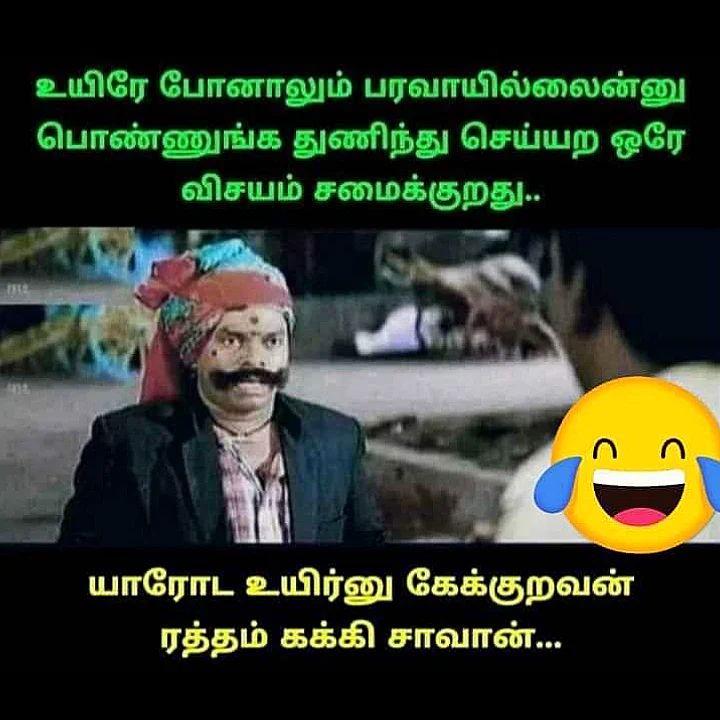 உயிரே போனாலும் பரவாயில்லைன்னு
பொண்ணுங்க துணிந்து செய்யற ஒரே
விசயம் சமைக்குறது..
யாரோட உயிர்னு கேக்குறவன்
ரத்தம் கக்கி சாவான்...